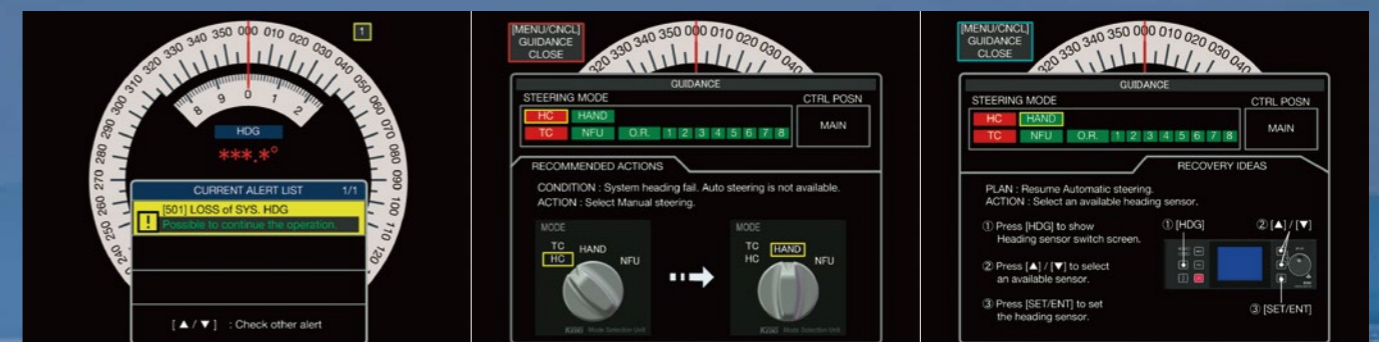 1
340 350 000 010 020
330 030
320 040
310 050
300 060
290 070
280 080
270 090
260 100
250 110
240 120
8 9 0 1 2
HDG
***.*°
CURRENT ALERT LIST 1/1
[501] LOSS of SYS. HDG
Possible to continue the operation.
[▲/▼] : Check other alert
[MENU/CNCL]
GUIDANCE
CLOSE
320 330 340 350 000 010 020 030 040
GUIDANCE
STEERING MODE CTRL POSN
HC HAND
TC NFU O.R. 1 2 3 4 5 6 7 8
MAIN
RECOMMENDED ACTIONS
CONDITION : System heading fail. Auto steering is not available.
ACTION : Select Manual steering.
MODE
TC HAND
HC NFU
Mode Selection Unit
MODE
TC HAND
HC NFU
Mode Selection Unit
[MENU/CNCL]
GUIDANCE
CLOSE
320 330 340 350 000 010 020 030 040
GUIDANCE
STEERING MODE CTRL POSN
HC HAND
TC NFU O.R. 1 2 3 4 5 6 7 8
MAIN
RECOVERY IDEAS
PLAN : Resume Automatic steering.
ACTION : Select an available heading sensor.
① Press [HDG] to show
Heading sensor switch screen.
② Press [▲] / [▼] to select
an available sensor.
③ Press [SET/ENT] to set
the heading sensor.
① [HDG] ② [▲] / [▼]
③ [SET/ENT]